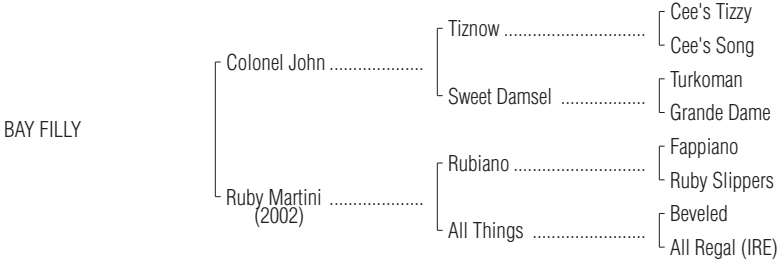 Cee's Tizzy
Tiznow ..............................
Cee's Song
Colonel John ....................
Turkoman
Sweet Damsel ..................
Grande Dame
BAY FILLY
Fappiano
Rubiano ............................
Ruby Slippers
Ruby Martini ....................
(2002)
Beveled
All Things ........................
All Regal (IRE)